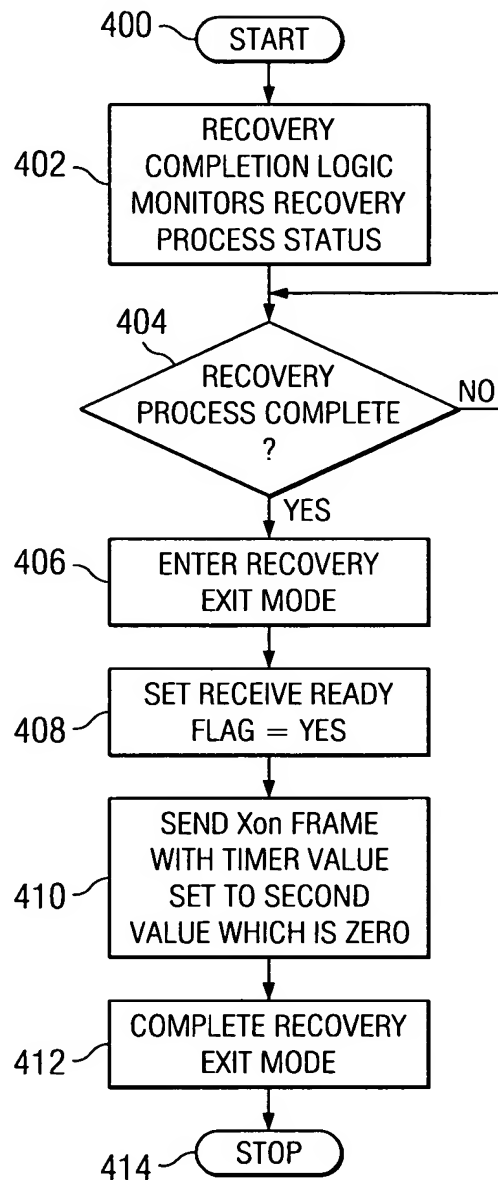 400
START
402
RECOVERY
COMPLETION LOGIC
MONITORS RECOVERY
PROCESS STATUS
404
RECOVERY
PROCESS COMPLETE
?
NO
YES
406
ENTER RECOVERY
EXIT MODE
408
SET RECEIVE READY
FLAG = YES
410
SEND Xon FRAME
WITH TIMER VALUE
SET TO SECOND
VALUE WHICH IS ZERO
412
COMPLETE RECOVERY
EXIT MODE
414
STOP